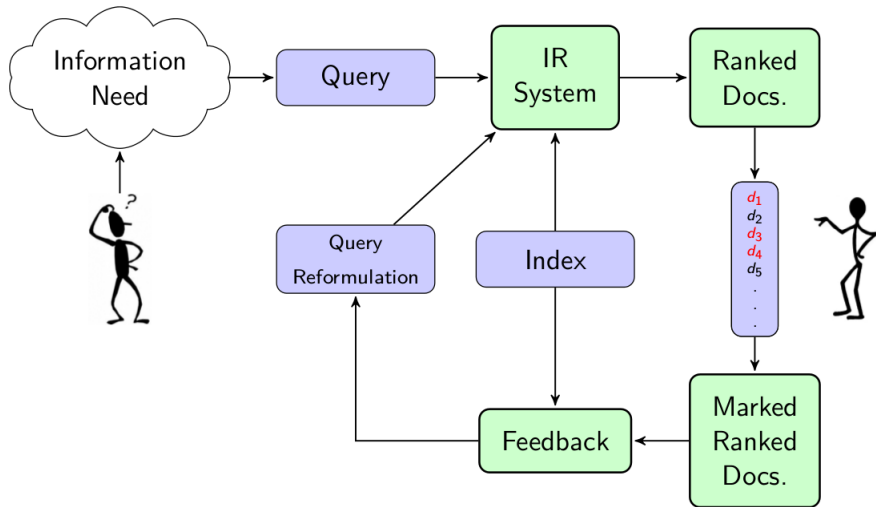 Information
Need
Query
IR
System
Ranked
Docs.
?
d₁
d₂
d₃
d₄
d₅
.
.
.
Query
Reformulation
Index
Feedback
Marked
Ranked
Docs.